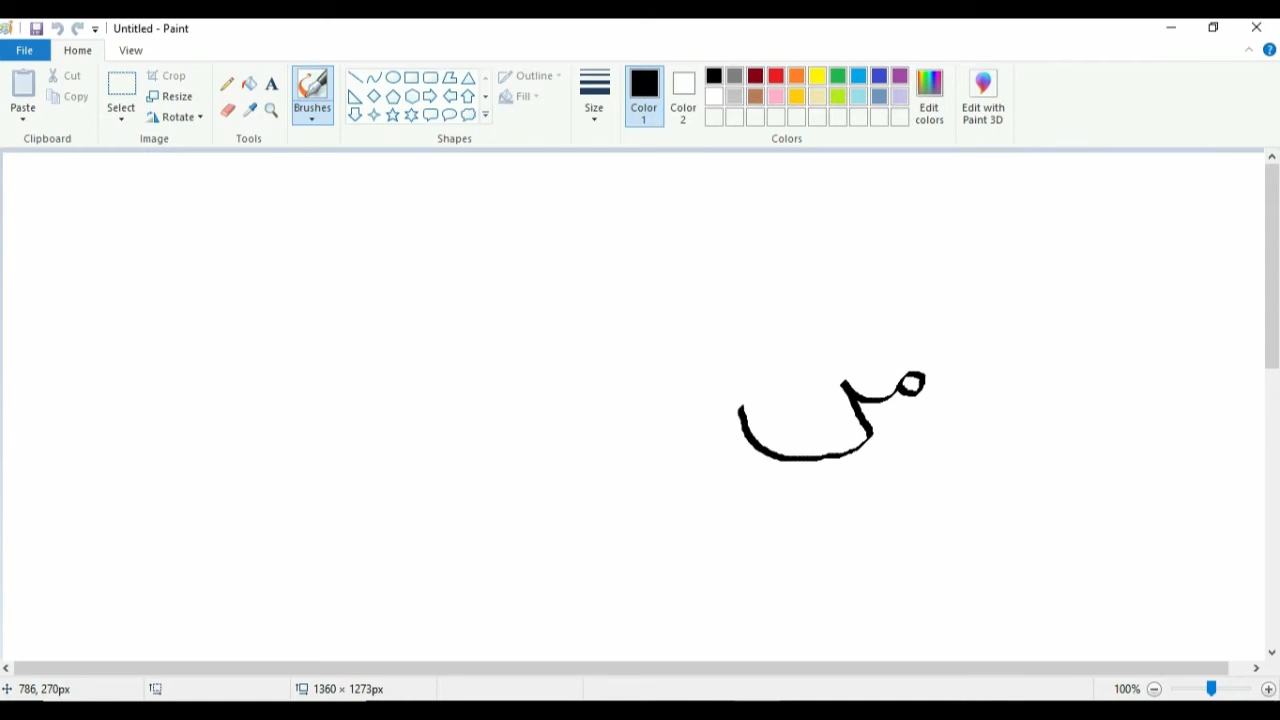 Untitled - Paint
File Home View
Paste Cut Copy Select Crop Resize Rotate Brushes Outline Fill Size Color 1 Color 2 Edit colors Edit with Paint 3D
Clipboard Image Tools Shapes Colors
786, 270px 1360 × 1273px 100%